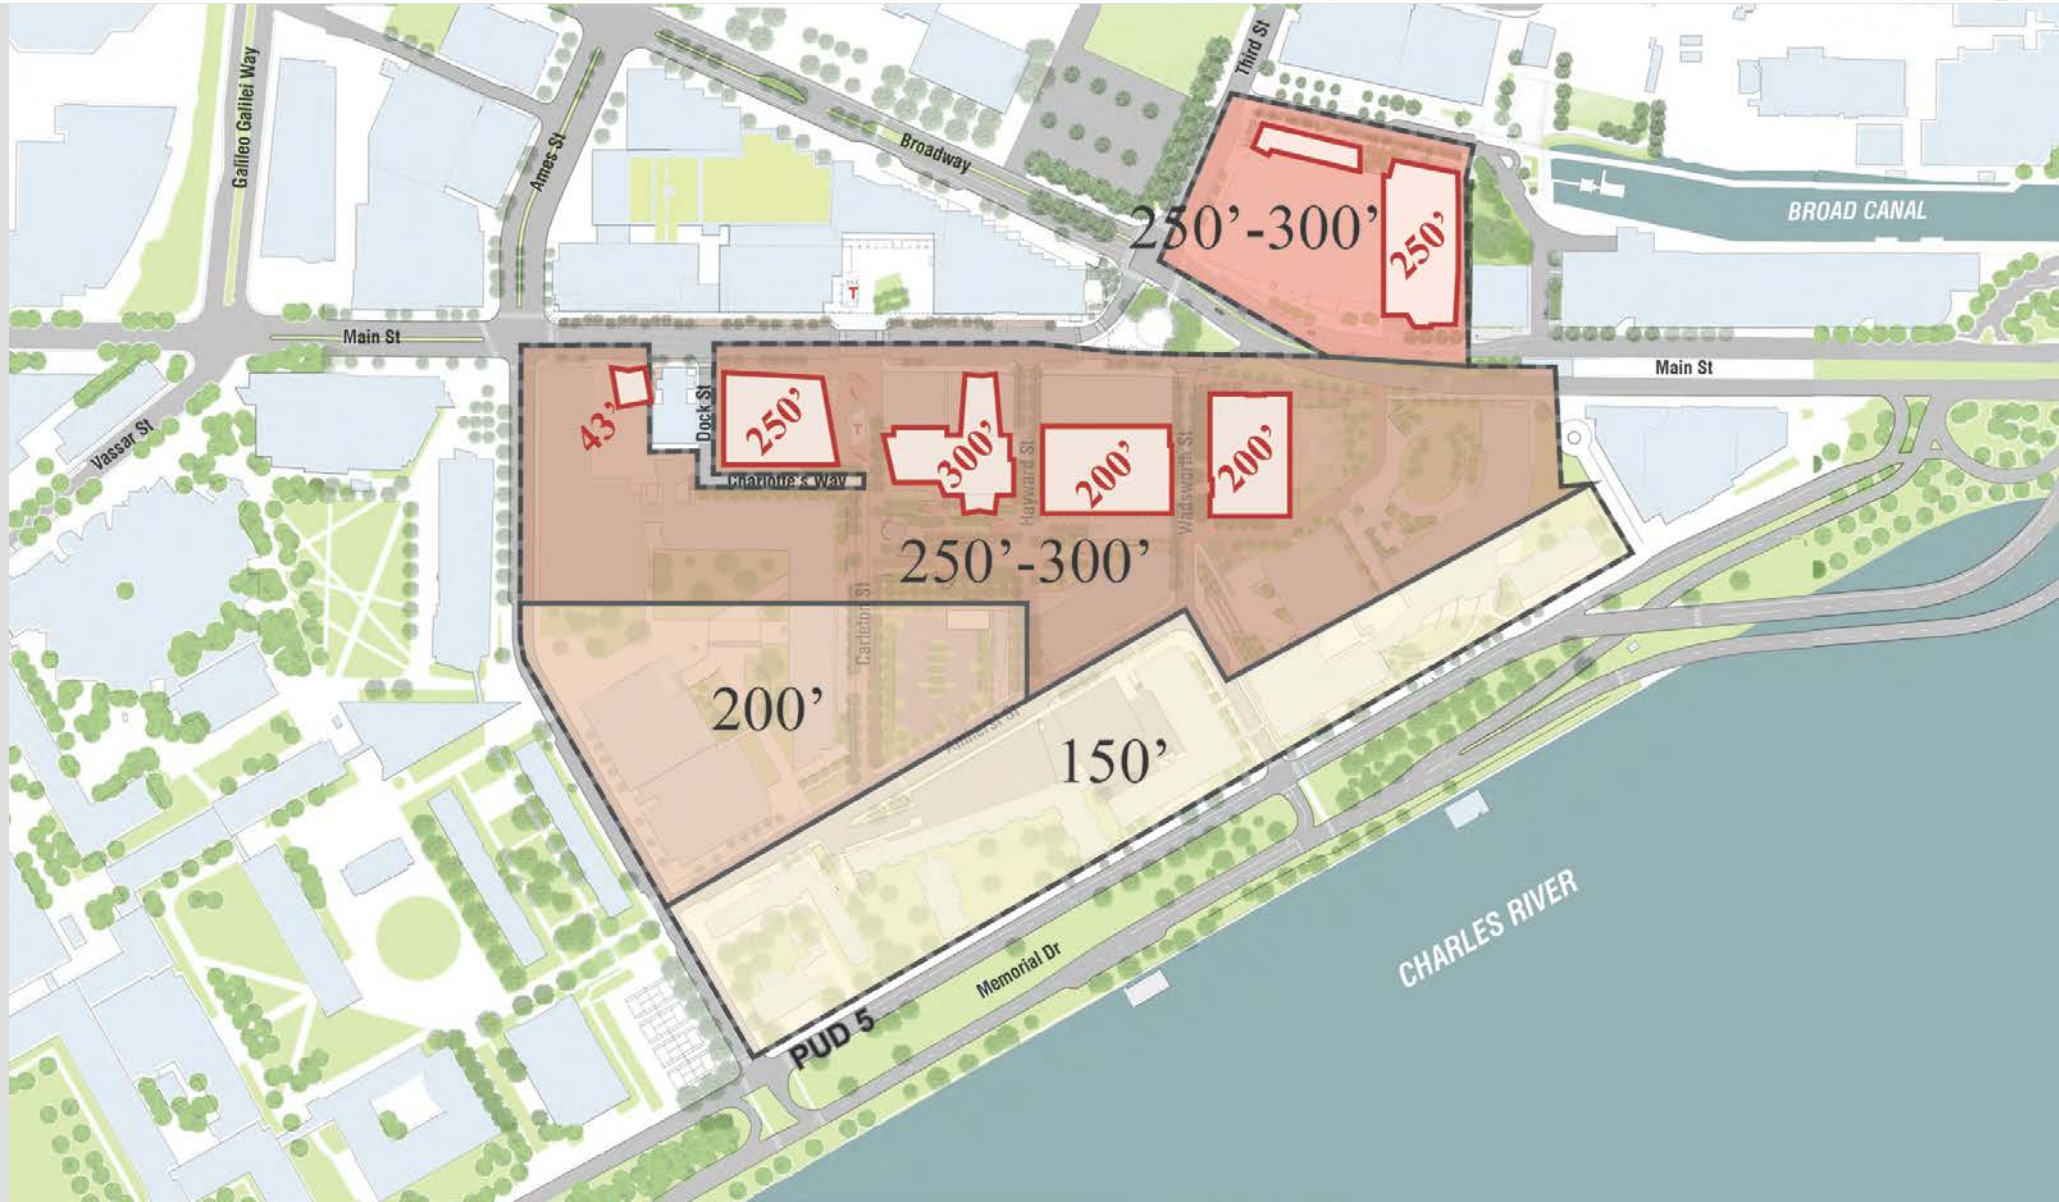 Galileo Galilei Way
Ames St
Broadway
Third St
BROAD CANAL
250’-300’
250’
T
Main St
Main St
Vassar St
43’
Dock St
250’
T
300’
200’
200’
Charlotte's Way
Hayward St
Wadsworth St
250’-300’
Carleton St
200’
Amherst St
150’
Memorial Dr
PUD 5
CHARLES RIVER